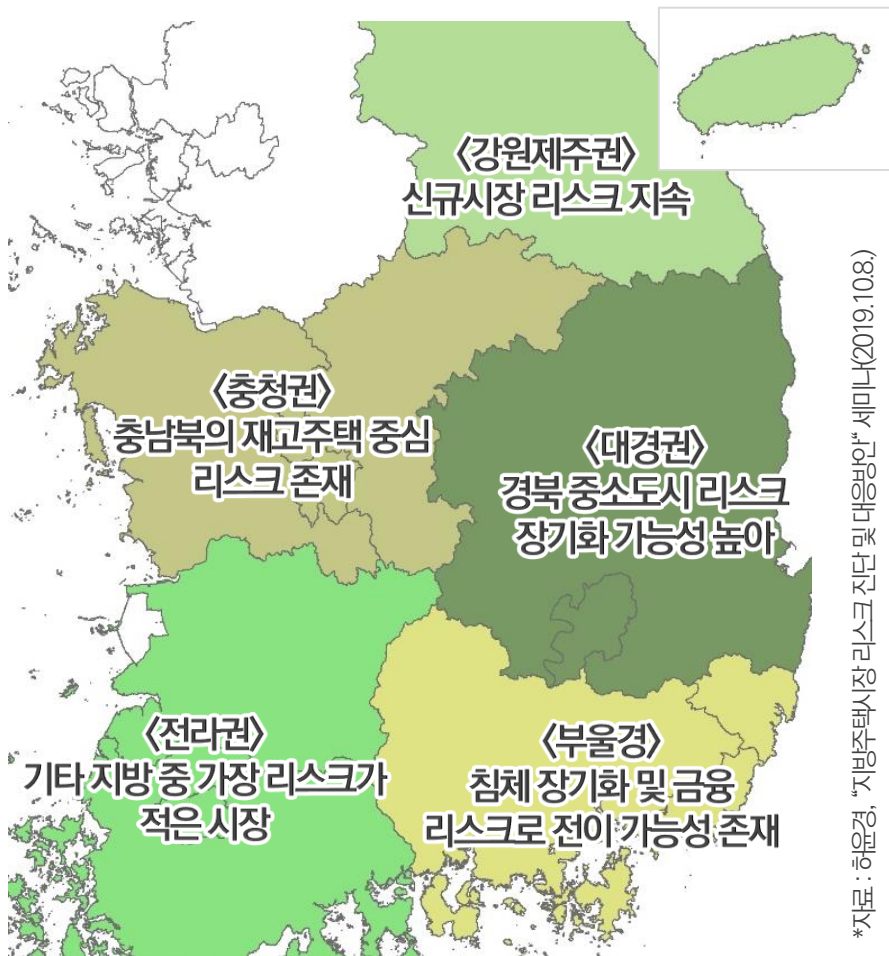 〈강원제주권〉
신규시장 리스크 지속
〈충청권〉
충남북의 재고주택 중심
리스크 존재
〈대경권〉
경북 중소도시 리스크
장기화 가능성 높아
〈전라권〉
기타 지방 중 가장 리스크가
적은 시장
〈부울경〉
침체 장기화 및 금융
리스크로 전이 가능성 존재
*자료 : 허윤경, “지방주택시장 리스크 진단 및 대응방안“ 세미나(2019.10.8.)